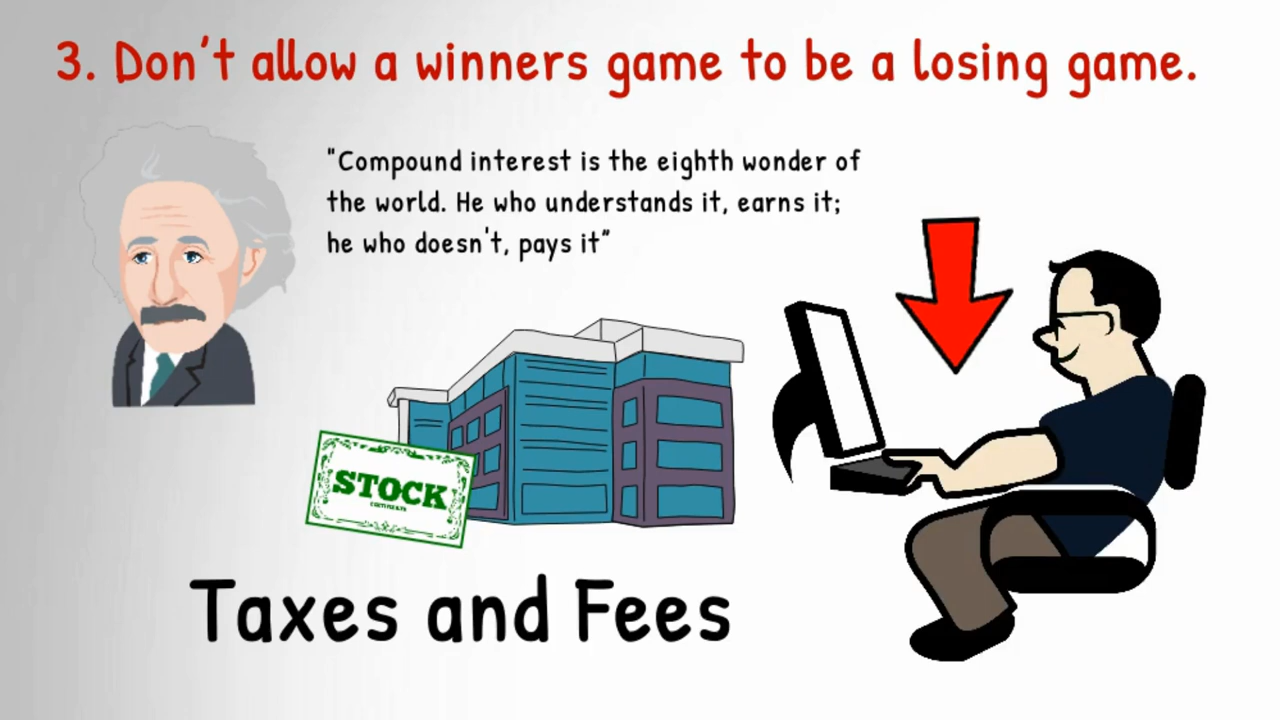 3. Don't allow a winners game to be a losing game.
"Compound interest is the eighth wonder of
the world. He who understands it, earns it;
he who doesn't, pays it"
STOCK
CERTIFICATE
Taxes and Fees